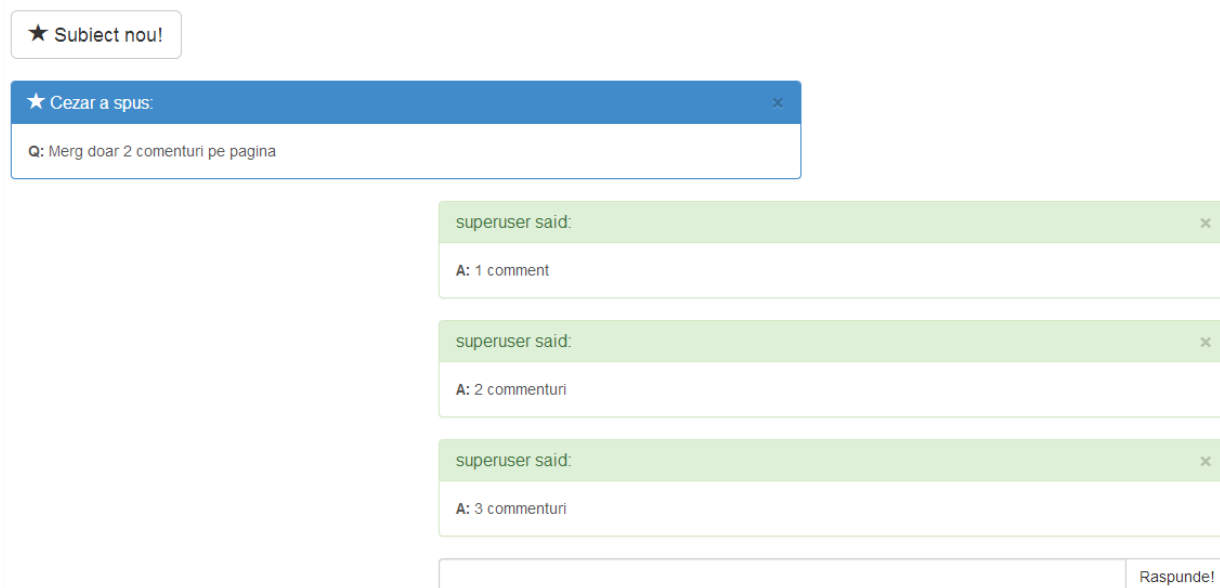 ★ Subiect nou!
★ Cezar a spus: ×
Q: Merg doar 2 comenturi pe pagina
superuser said: ×
A: 1 comment
superuser said: ×
A: 2 commenturi
superuser said: ×
A: 3 commenturi
Raspunde!